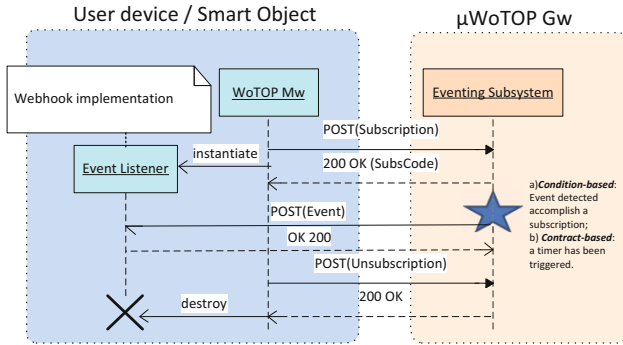 User device / Smart Object
μWoTOP Gw
Webhook implementation
WoTOP Mw
Eventing Subsystem
POST(Subscription)
instantiate
200 OK (SubsCode)
Event Listener
a)Condition-based:
Event detected
accomplish a
subscription;
b) Contract-based:
a timer has been
triggered.
POST(Event)
OK 200
POST(Unsubscription)
200 OK
destroy